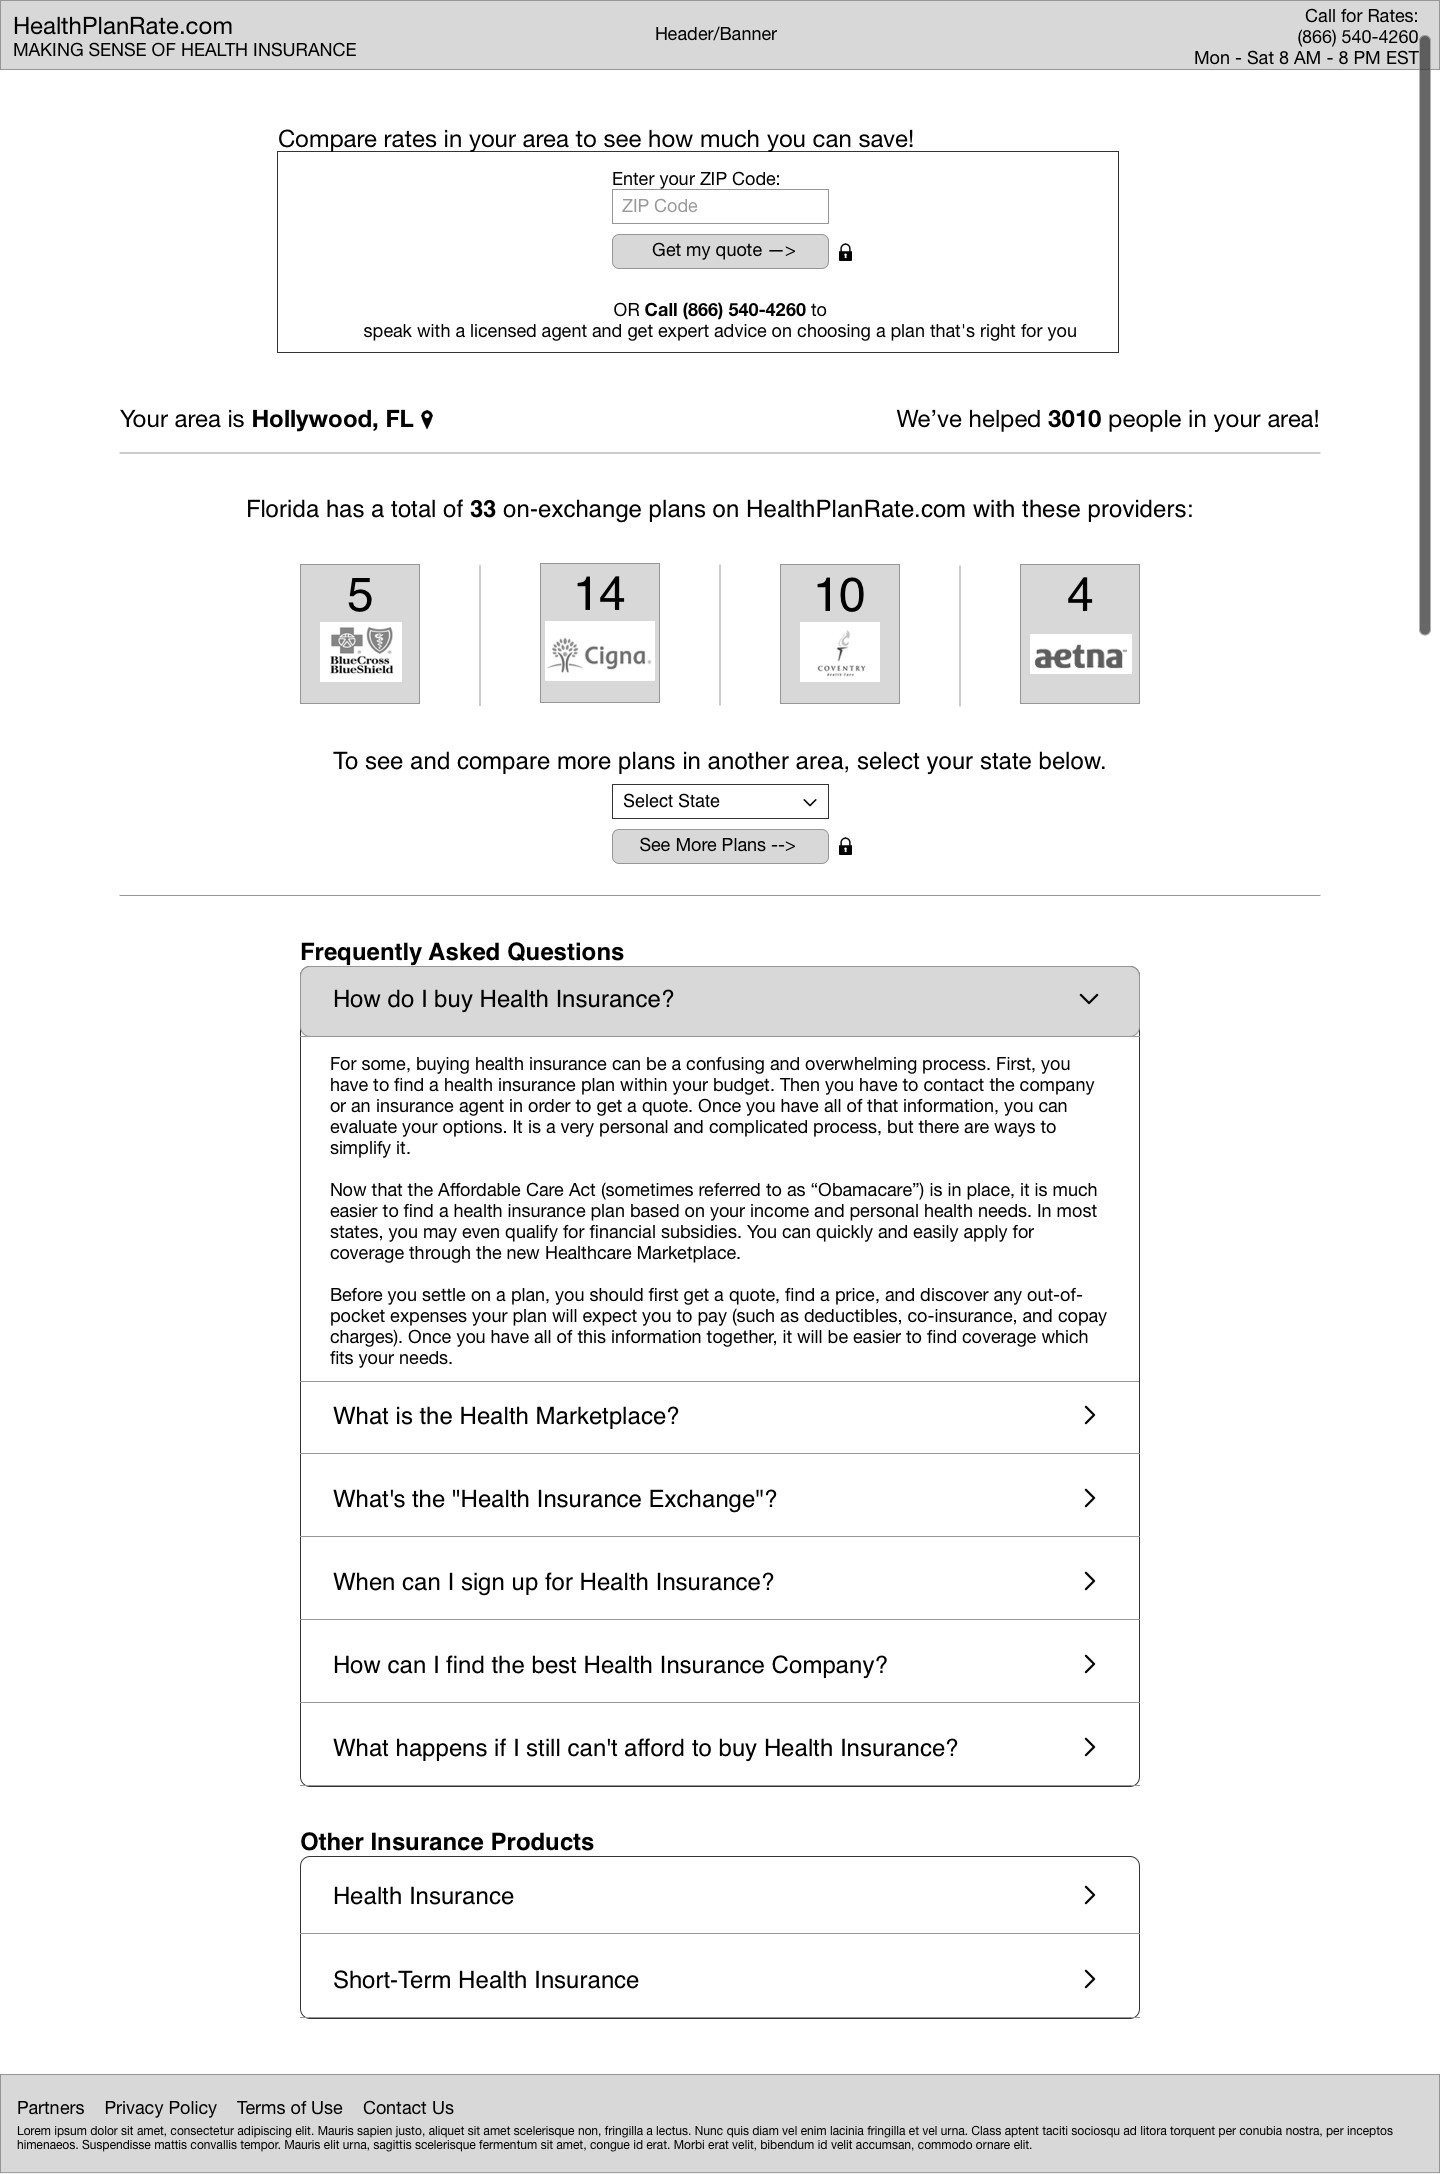 HealthPlanRate.com
MAKING SENSE OF HEALTH INSURANCE
Header/Banner
Call for Rates:
(866) 540-4260
Mon - Sat 8 AM - 8 PM EST
Compare rates in your area to see how much you can save!
Enter your ZIP Code:
ZIP Code
Get my quote —>
OR Call (866) 540-4260 to
speak with a licensed agent and get expert advice on choosing a plan that's right for you
Your area is Hollywood, FL
We’ve helped 3010 people in your area!
Florida has a total of 33 on-exchange plans on HealthPlanRate.com with these providers:
5
BlueCross
BlueShield
14
Cigna.
10
COVENTRY
Health Care
4
aetna™
To see and compare more plans in another area, select your state below.
Select State
See More Plans -->
Frequently Asked Questions
How do I buy Health Insurance?
For some, buying health insurance can be a confusing and overwhelming process. First, you
have to find a health insurance plan within your budget. Then you have to contact the company
or an insurance agent in order to get a quote. Once you have all of that information, you can
evaluate your options. It is a very personal and complicated process, but there are ways to
simplify it.
Now that the Affordable Care Act (sometimes referred to as “Obamacare”) is in place, it is much
easier to find a health insurance plan based on your income and personal health needs. In most
states, you may even qualify for financial subsidies. You can quickly and easily apply for
coverage through the new Healthcare Marketplace.
Before you settle on a plan, you should first get a quote, find a price, and discover any out-of-
pocket expenses your plan will expect you to pay (such as deductibles, co-insurance, and copay
charges). Once you have all of this information together, it will be easier to find coverage which
fits your needs.
What is the Health Marketplace?
What's the "Health Insurance Exchange"?
When can I sign up for Health Insurance?
How can I find the best Health Insurance Company?
What happens if I still can't afford to buy Health Insurance?
Other Insurance Products
Health Insurance
Short-Term Health Insurance
Partners Privacy Policy Terms of Use Contact Us
Lorem ipsum dolor sit amet, consectetur adipiscing elit. Mauris sapien justo, aliquet sit amet scelerisque non, fringilla a lectus. Nunc quis diam vel enim lacinia fringilla et vel urna. Class aptent taciti sociosqu ad litora torquent per conubia nostra, per inceptos
himenaeos. Suspendisse mattis convallis tempor. Mauris elit urna, sagittis scelerisque fermentum sit amet, congue id erat. Morbi erat velit, bibendum id velit accumsan, commodo ornare elit.